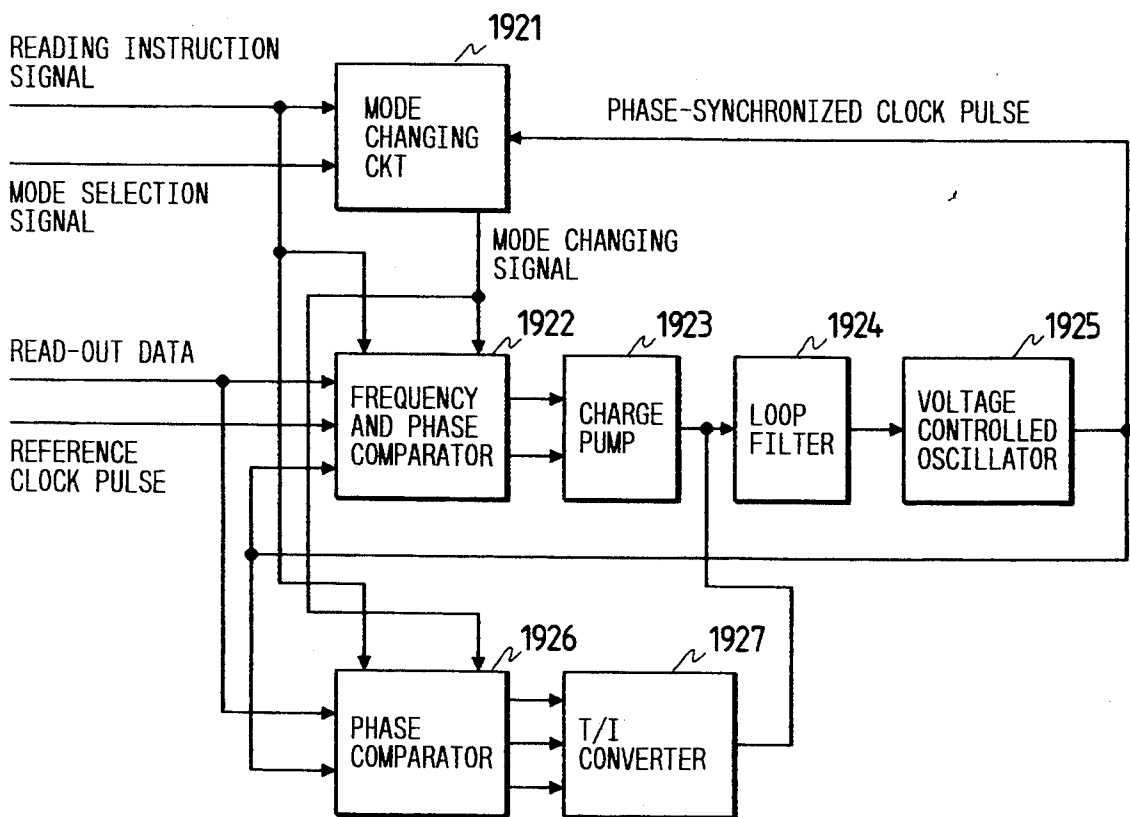 1921
READING INSTRUCTION
SIGNAL
MODE
CHANGING
CKT
PHASE-SYNCHRONIZED CLOCK PULSE
MODE SELECTION
SIGNAL
MODE CHANGING
SIGNAL
1922
1923
1924
1925
READ-OUT DATA
FREQUENCY
AND PHASE
COMPARATOR
CHARGE
PUMP
LOOP
FILTER
VOLTAGE
CONTROLLED
OSCILLATOR
REFERENCE
CLOCK PULSE
1926
1927
PHASE
COMPARATOR
T/I
CONVERTER